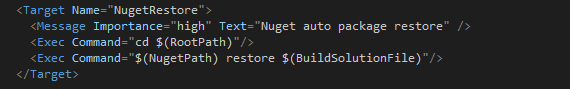 <Target Name="NugetRestore">
<Message Importance="high" Text="Nuget auto package restore" />
<Exec Command="cd $(RootPath)"/>
<Exec Command="$(NugetPath) restore $(BuildSolutionFile)"/>
</Target>